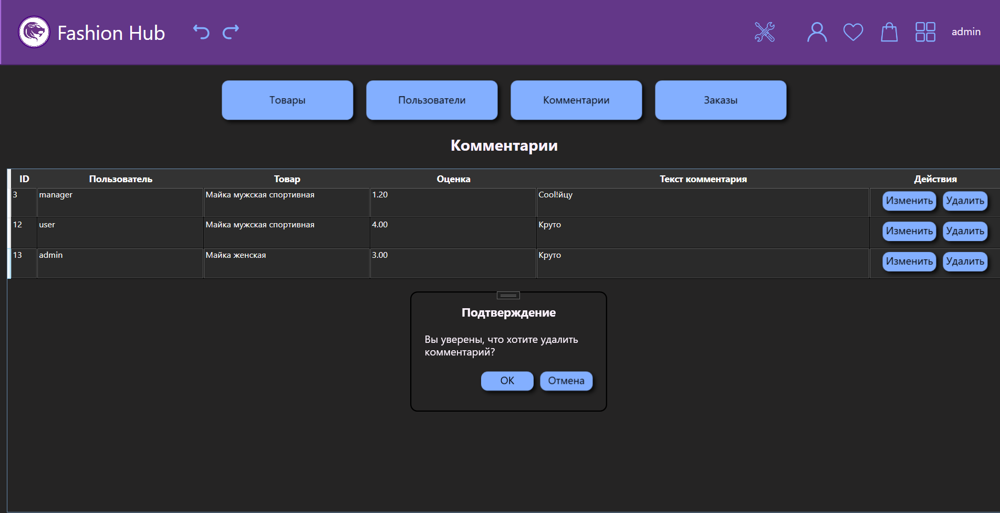 Fashion Hub
admin
Товары Пользователи Комментарии Заказы
Комментарии
ID Пользователь Товар Оценка Текст комментария Действия
3 manager Майка мужская спортивная 1.20 Cool!йцу Изменить Удалить
12 user Майка мужская спортивная 4.00 Круто Изменить Удалить
13 admin Майка женская 3.00 Круто Изменить Удалить
Подтверждение
Вы уверены, что хотите удалить
комментарий?
ОК Отмена